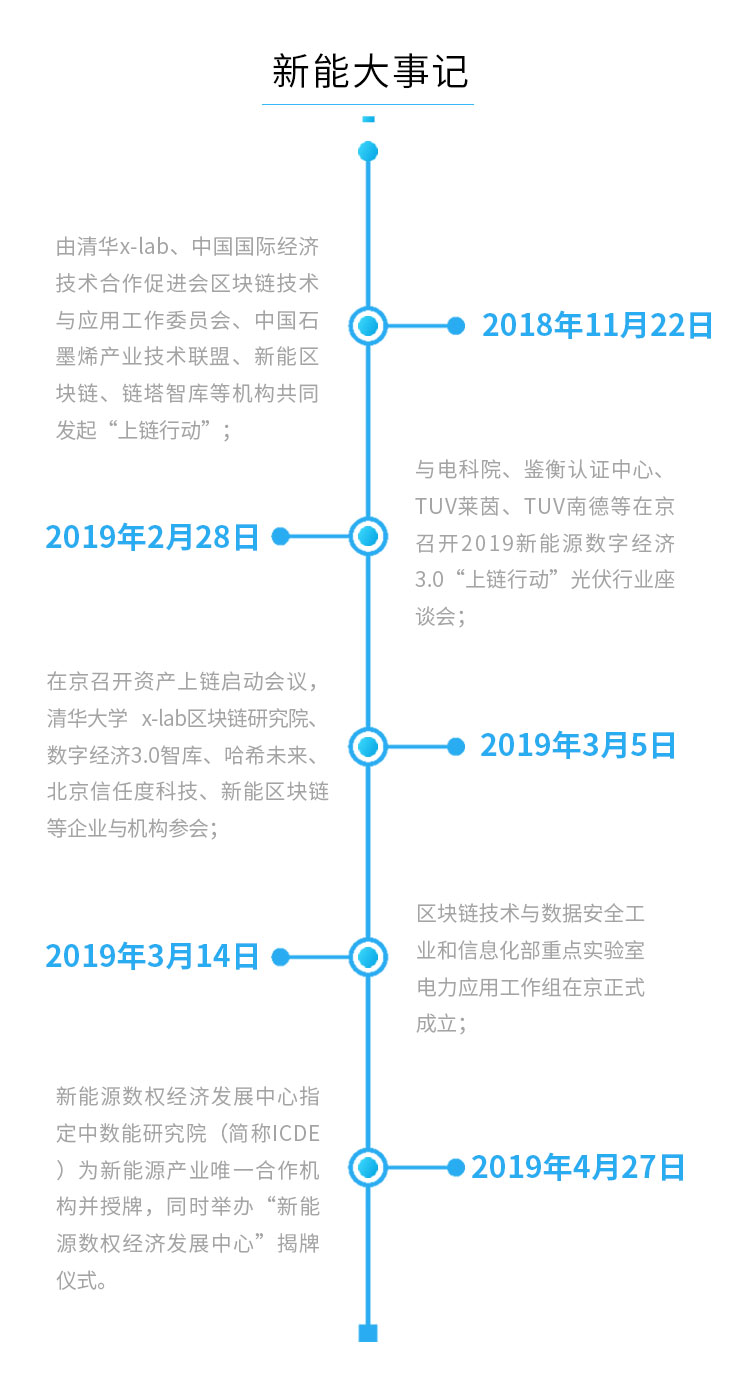 新能大事记
由清华x-lab、中国国际经济
技术合作促进会区块链技术
与应用工作委员会、中国石
墨烯产业技术联盟、新能区
块链、链塔智库等机构共同
发起“上链行动”；
2018年11月22日
与电科院、鉴衡认证中心、
TUV莱茵、TUV南德等在京
召开2019新能源数字经济
3.0“上链行动”光伏行业座
谈会；
2019年2月28日
在京召开资产上链启动会议，
清华大学 x-lab区块链研究院、
数字经济3.0智库、哈希未来、
北京信任度科技、新能区块链
等企业与机构参会；
2019年3月5日
区块链技术与数据安全工
业和信息化部重点实验室
电力应用工作组在京正式
成立；
2019年3月14日
新能源数权经济发展中心指
定中数能研究院（简称ICDE
）为新能源产业唯一合作机
构并授牌，同时举办“新能
源数权经济发展中心”揭牌
仪式。
2019年4月27日